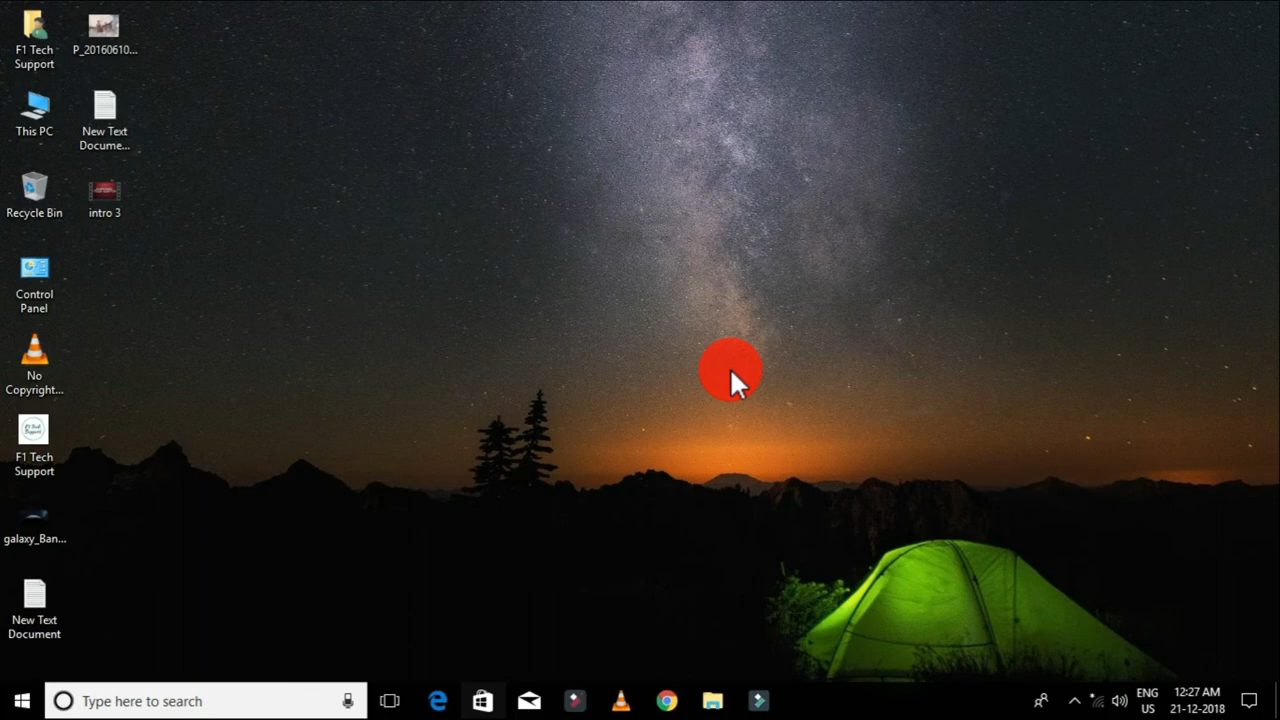 F1 Tech
Support
P_20160610...
This PC
New Text
Docume...
Recycle Bin
intro 3
Control
Panel
No
Copyright...
F1 Tech
Support
galaxy_Ban...
New Text
Document
Type here to search
ENG
US
12:27 AM
21-12-2018